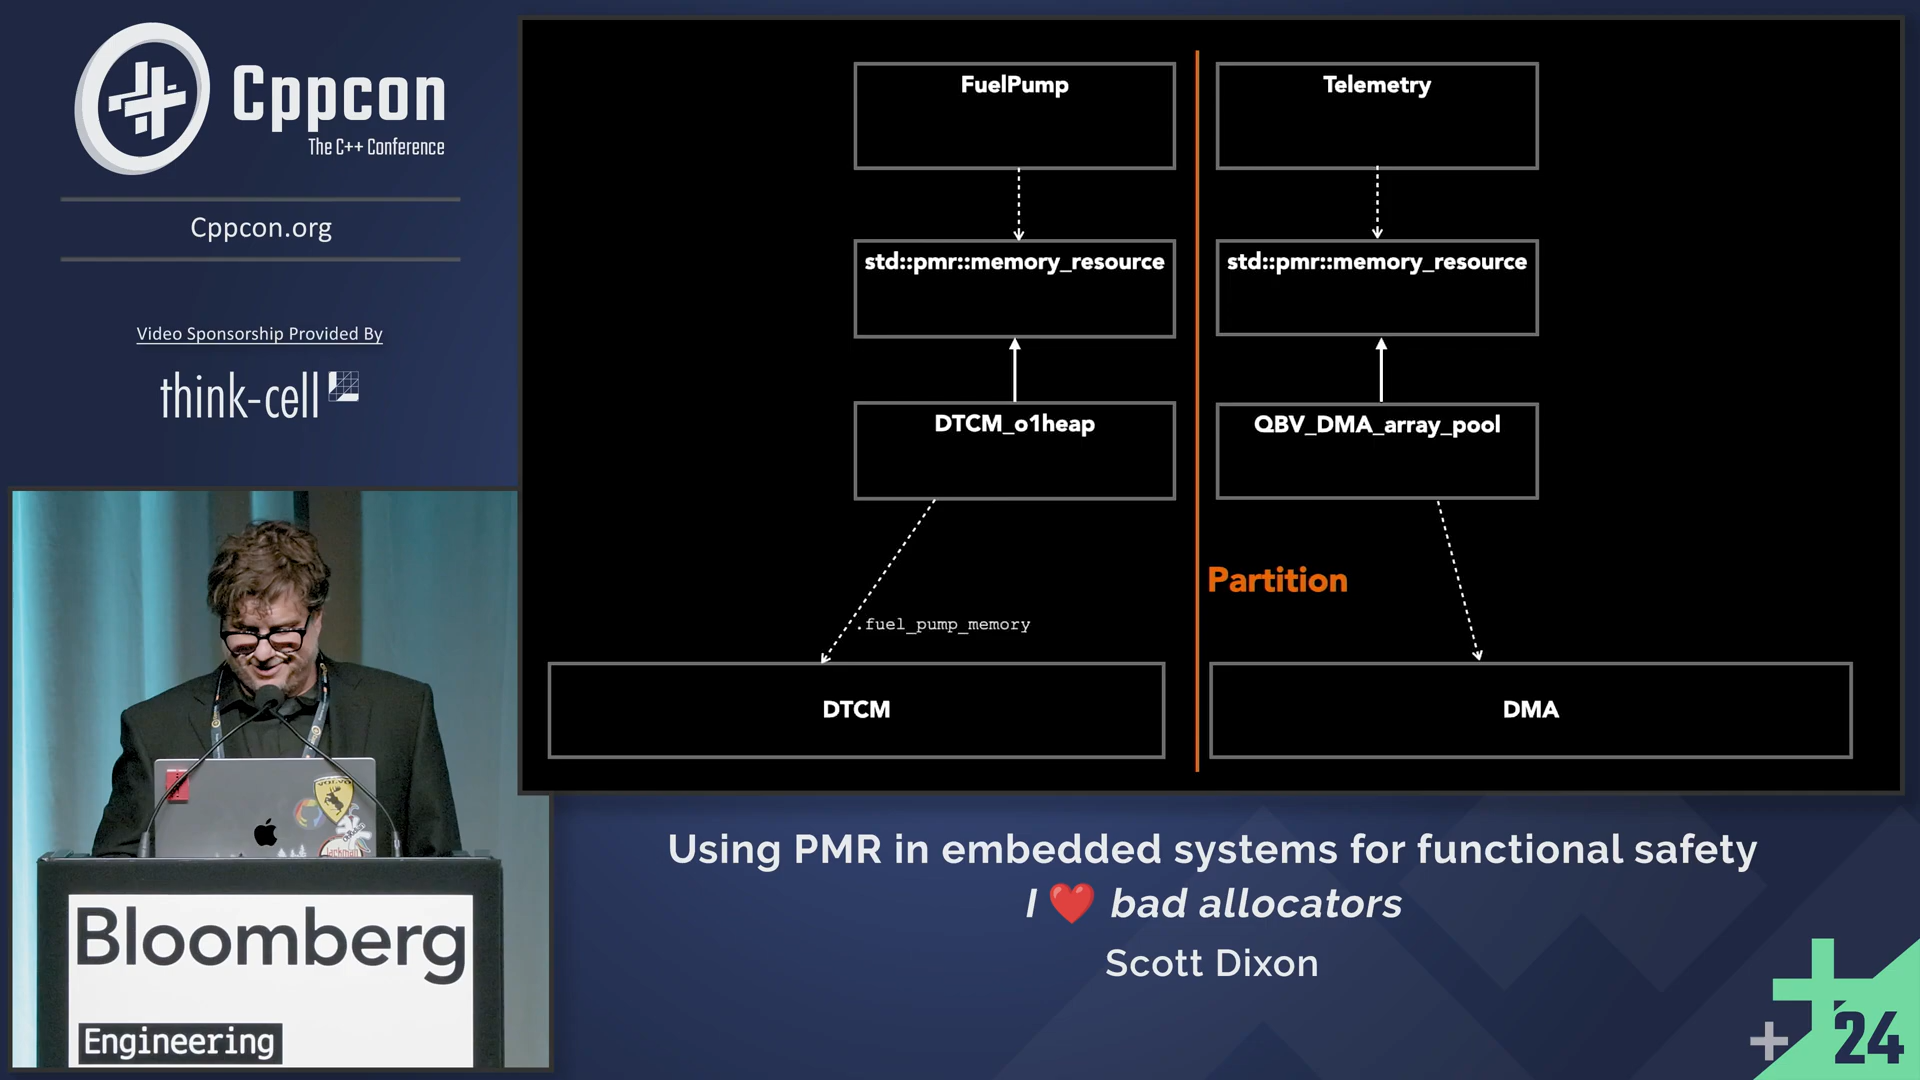 Cppcon
The C++ Conference
Cppcon.org
Video Sponsorship Provided By
think-cell
FuelPump
Telemetry
std::pmr::memory_resource
std::pmr::memory_resource
DTCM_o1heap
QBV_DMA_array_pool
Partition
.fuel_pump_memory
DTCM
DMA
VOLVO
Bloomberg
Engineering
Using PMR in embedded systems for functional safety
I ❤️ bad allocators
Scott Dixon
24